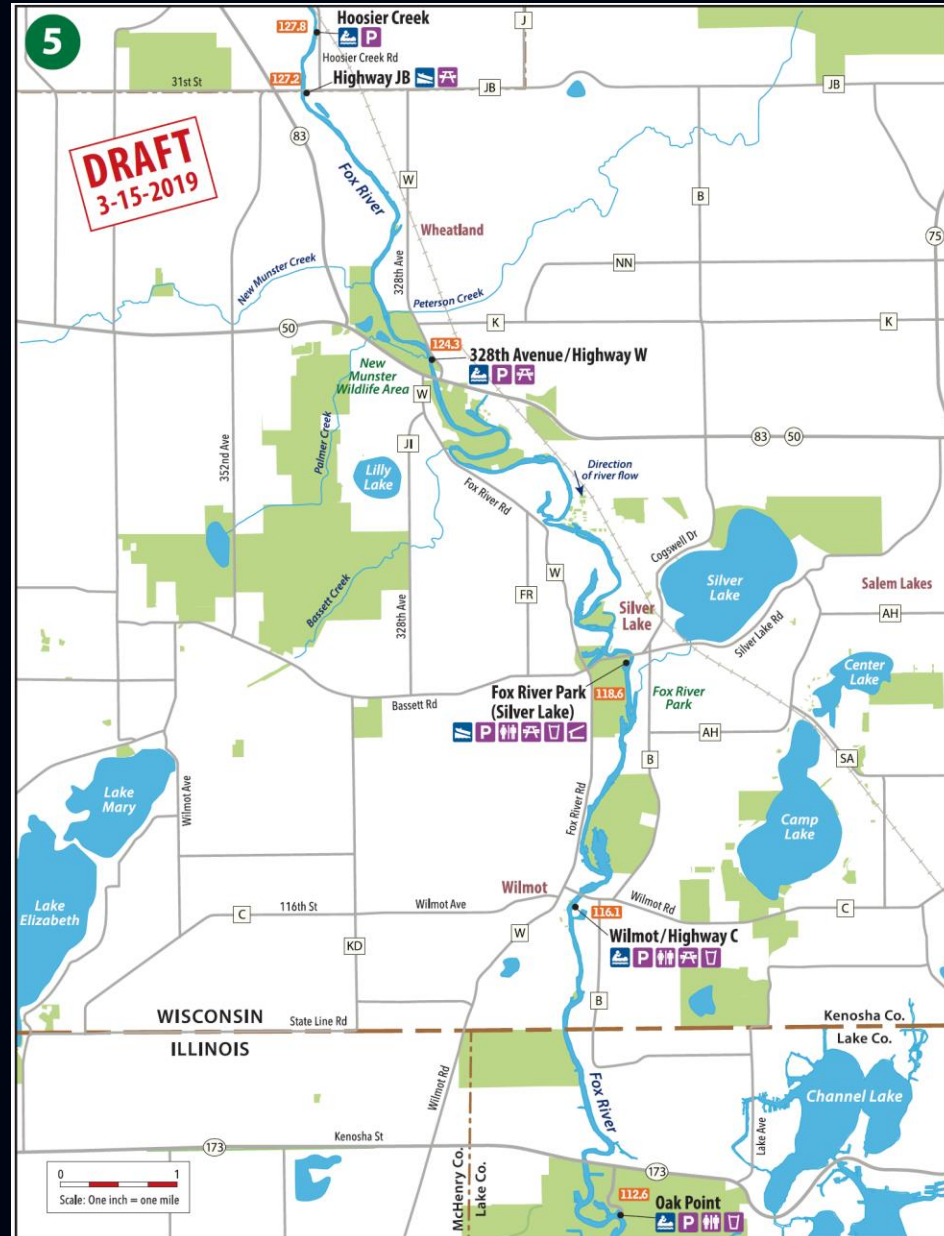 5
127.8
Hoosier Creek
P
J
Hoosier Creek Rd
127.2
Highway JB
31st St
JB
JB
83
DRAFT
3-15-2019
Fox River
W
B
Wheatland
75
328th Ave
NN
New Munster Creek
Peterson Creek
50
K
K
124.3
328th Avenue / Highway W
P
New
Munster
Wildlife Area
W
Palmer Creek
352nd Ave
JI
83
50
Lilly
Lake
Direction
of river flow
Fox River Rd
Cogswell Dr
W
Silver
Lake
Salem Lakes
Bassett Creek
328th Ave
FR
Silver
Lake
AH
Silver Lake Rd
Center
Lake
Fox River Park
(Silver Lake)
118.6
Fox River
Park
Bassett Rd
P
AH
B
SA
Lake
Mary
Wilmot Ave
Fox River Rd
Camp
Lake
Wilmot
Lake
Elizabeth
C
116th St
Wilmot Ave
116.1
Wilmot Rd
C
KD
W
Wilmot / Highway C
P
B
WISCONSIN
State Line Rd
Kenosha Co.
ILLINOIS
Lake Co.
Wilmot Rd
Fox River
Channel Lake
Lake Ave
Kenosha St
173
173
McHenry Co.
Lake Co.
0
1
Scale: One inch = one mile
112.6
Oak Point
P